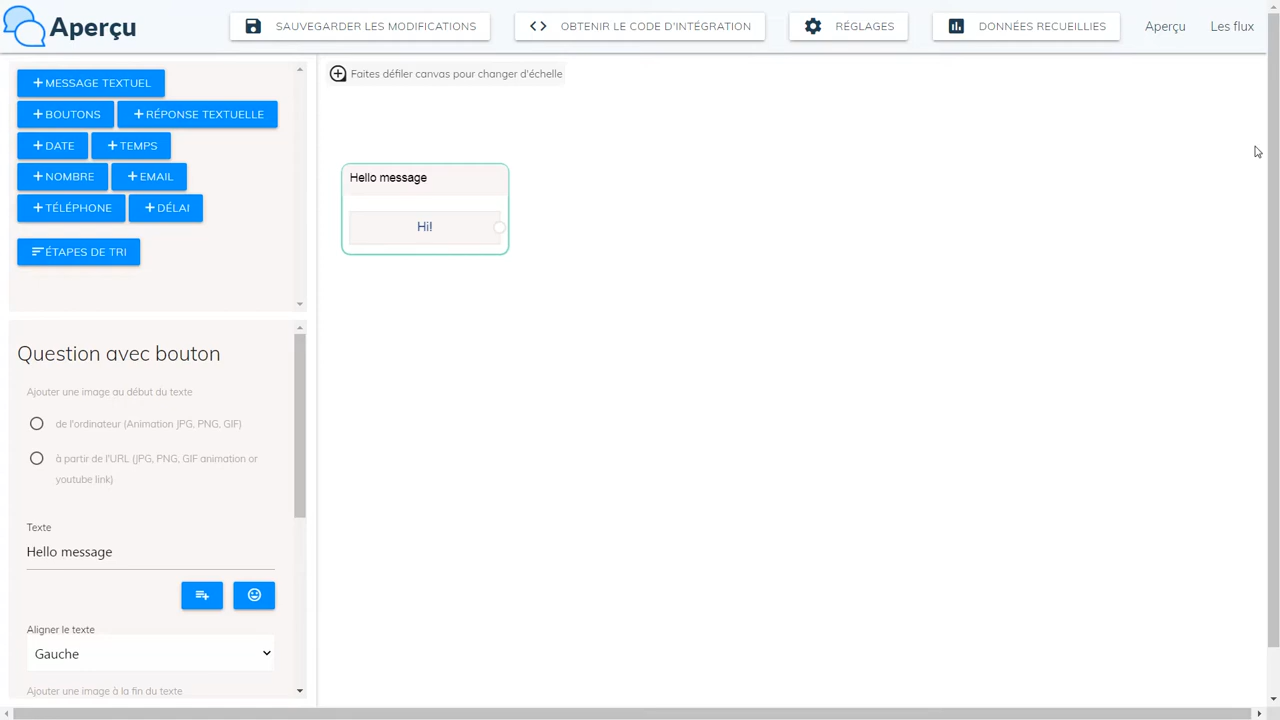 Aperçu
SAUVEGARDER LES MODIFICATIONS
OBTENIR LE CODE D'INTÉGRATION
RÉGLAGES
DONNÉES RECUEILLIES
Aperçu
Les flux
+MESSAGE TEXTUEL
+BOUTONS
+RÉPONSE TEXTUELLE
+DATE
+TEMPS
+NOMBRE
+EMAIL
+TÉLÉPHONE
+DÉLAI
ÉTAPES DE TRI
Faites défiler canvas pour changer d'échelle
Hello message
Hi!
Question avec bouton
Ajouter une image au début du texte
de l'ordinateur (Animation JPG, PNG, GIF)
à partir de l'URL (JPG, PNG, GIF animation or
youtube link)
Texte
Hello message
Aligner le texte
Gauche
Ajouter une image à la fin du texte